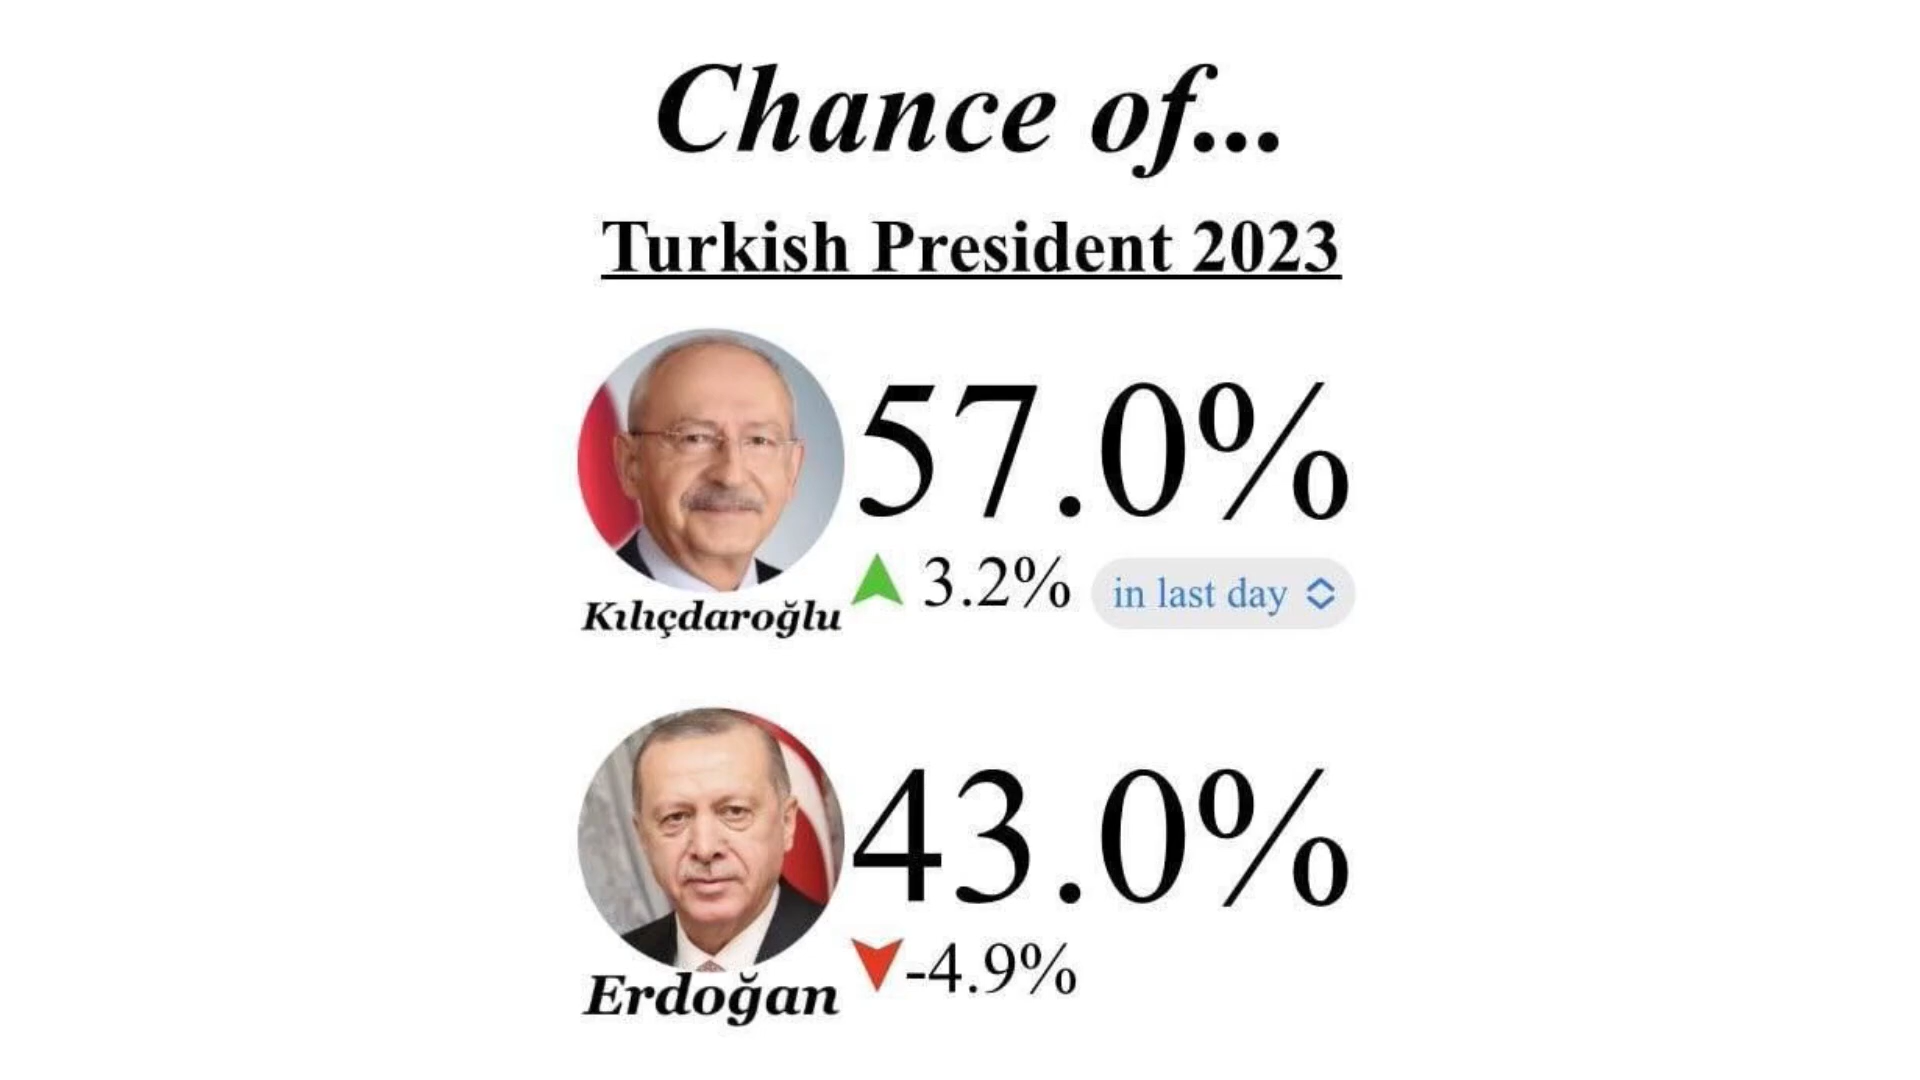 Chance of...
Turkish President 2023
57.0%
▲ 3.2% in last day
Kılıçdaroğlu
43.0%
▼-4.9%
Erdoğan